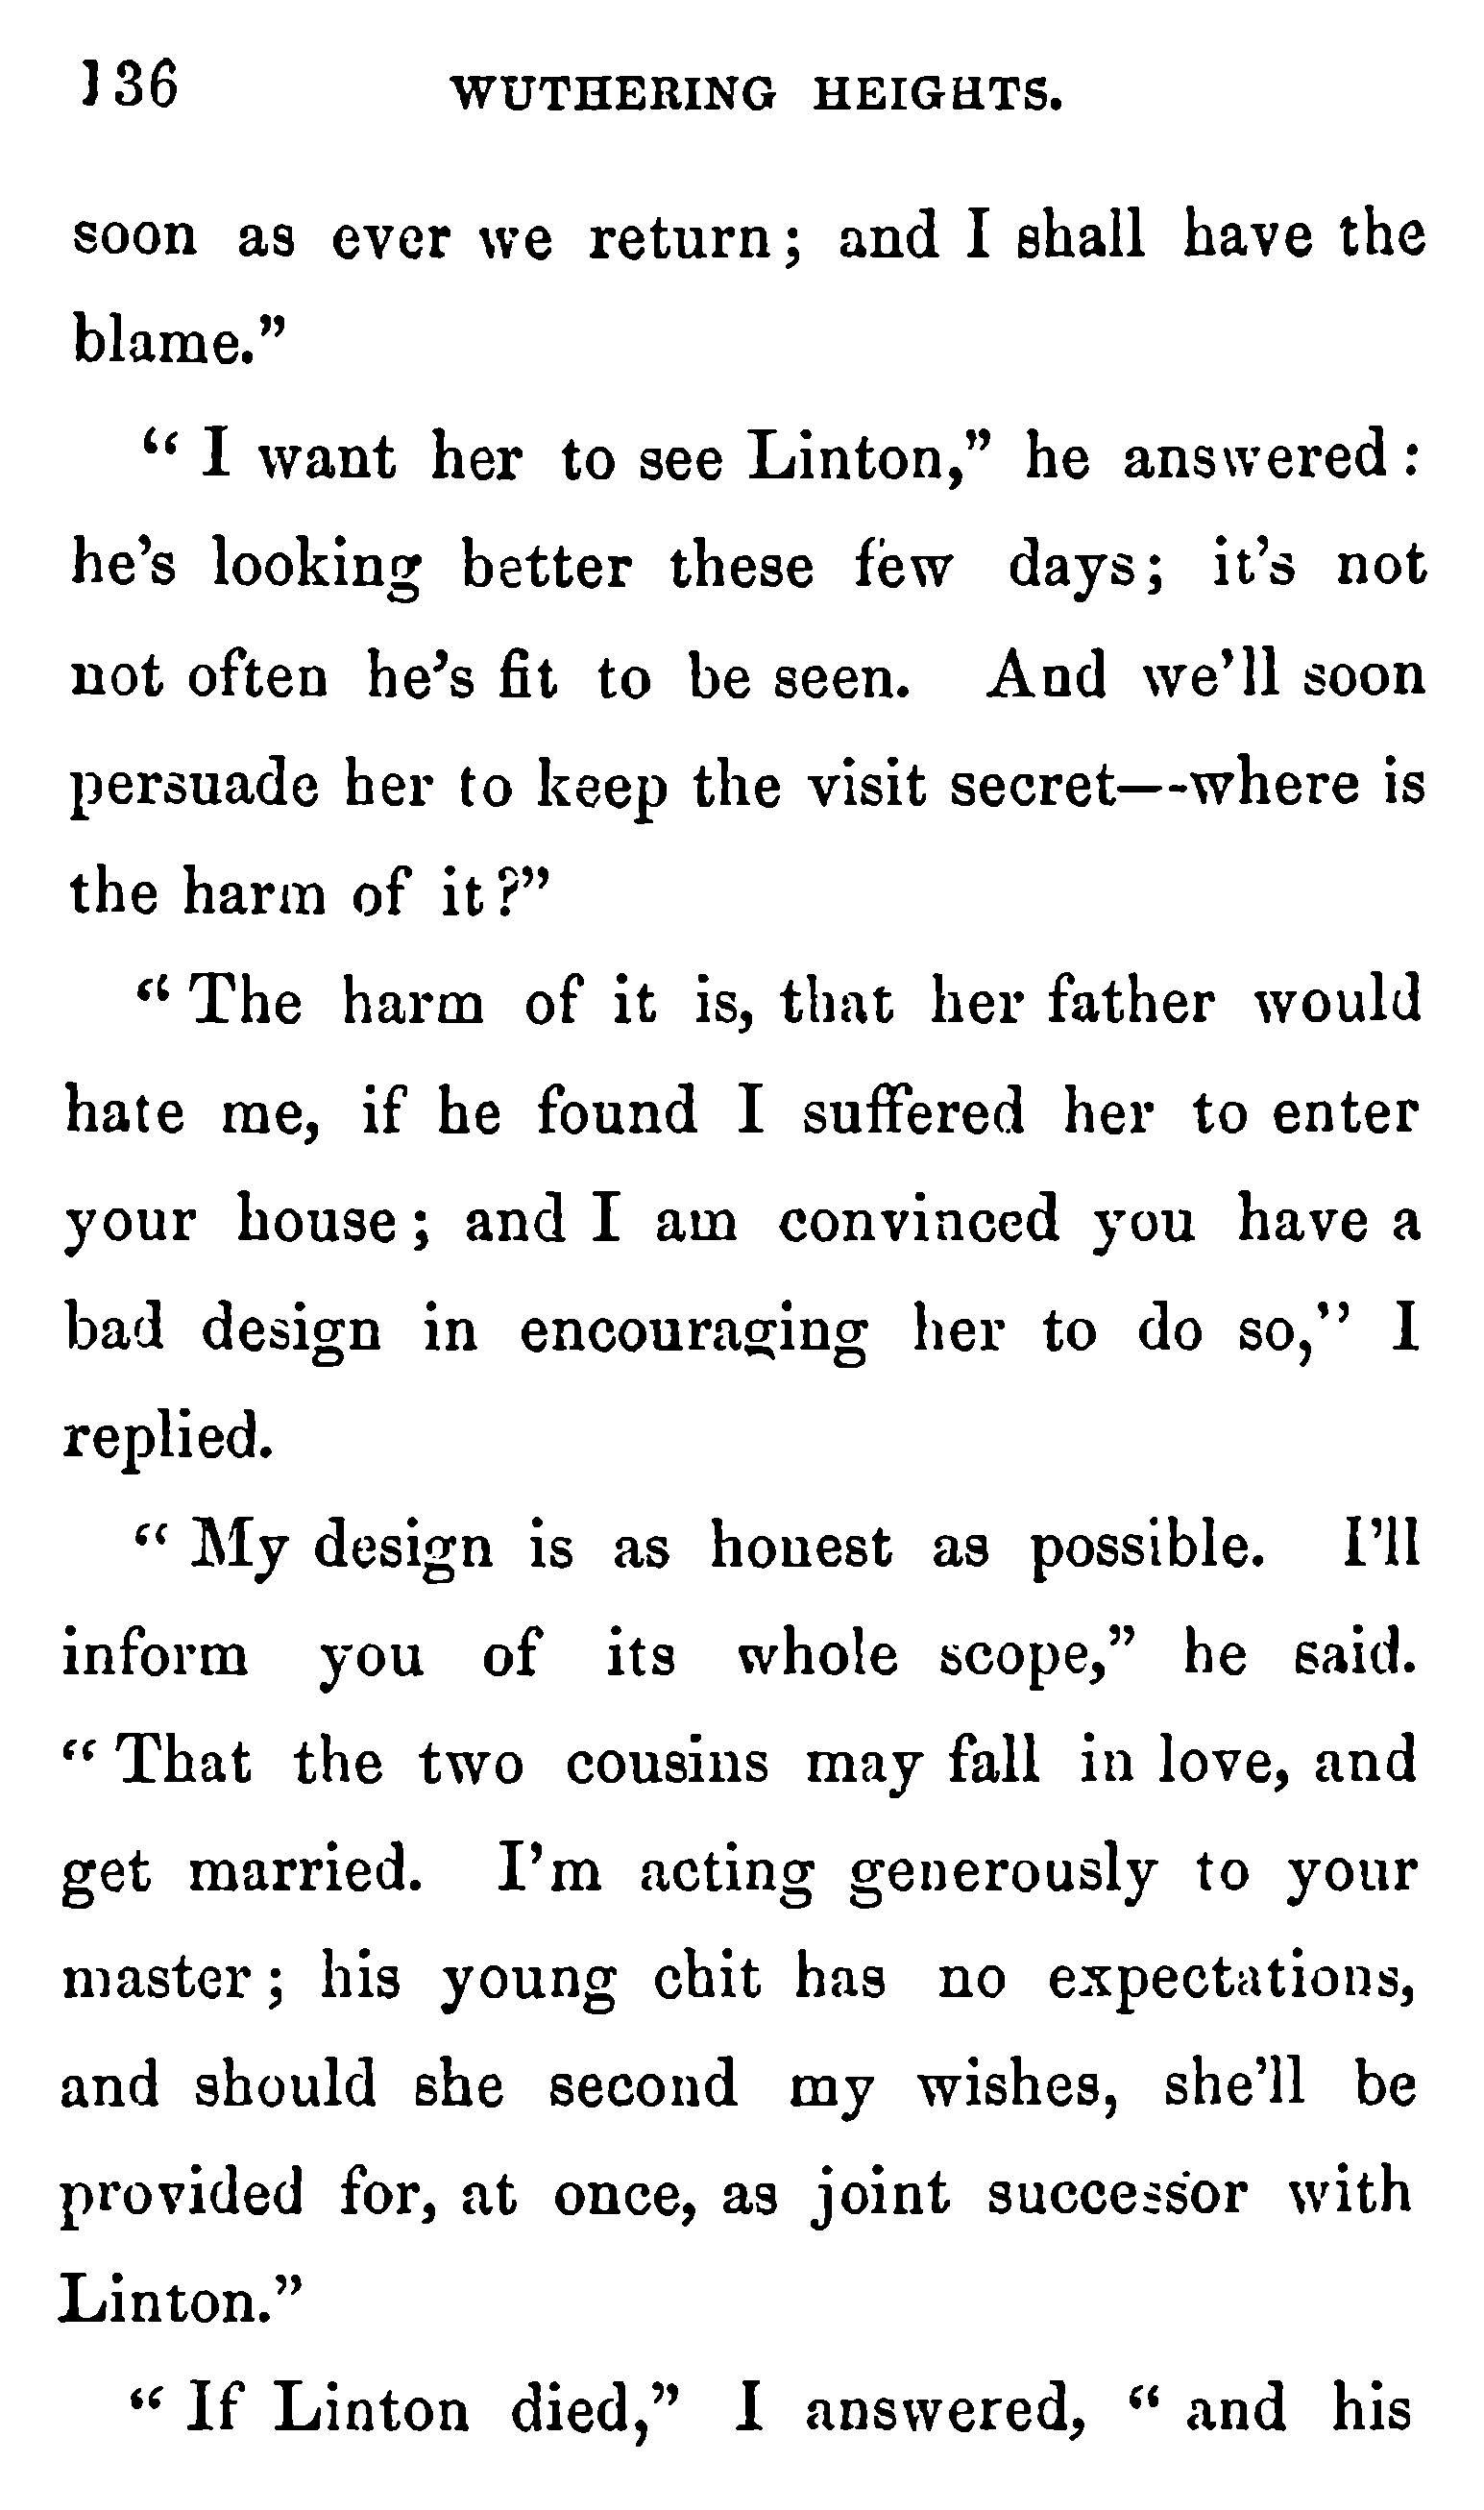 136 WUTHERING HEIGHTS.
soon as ever we return; and I shall have the
blame."
" I want her to see Linton," he answered:
he's looking better these few days; it's not
not often he's fit to be seen. And we'll soon
persuade her to keep the visit secret—-where is
the harm of it?"
" The harm of it is, that her father would
hate me, if he found I suffered her to enter
your house; and I am convinced you have a
bad design in encouraging her to do so," I
replied.
" My design is as honest as possible. I'll
inform you of its whole scope," he said.
" That the two cousins may fall in love, and
get married. I'm acting generously to your
master; his young chit has no expectations,
and should she second my wishes, she'll be
provided for, at once, as joint successor with
Linton."
" If Linton died," I answered, " and his